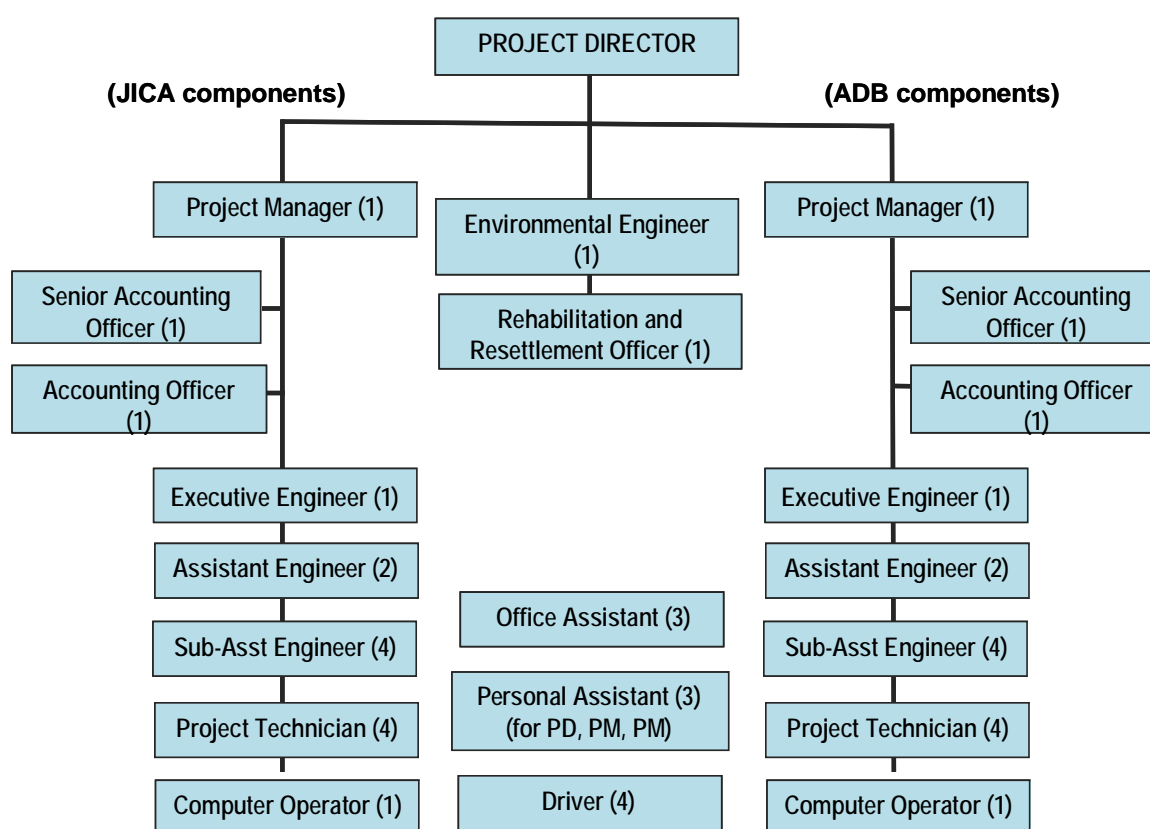 PROJECT DIRECTOR
(JICA components)
(ADB components)
Project Manager (1)
Environmental Engineer
(1)
Project Manager (1)
Senior Accounting
Officer (1)
Rehabilitation and
Resettlement Officer (1)
Senior Accounting
Officer (1)
Accounting Officer
(1)
Accounting Officer
(1)
Executive Engineer (1)
Executive Engineer (1)
Assistant Engineer (2)
Assistant Engineer (2)
Office Assistant (3)
Sub-Asst Engineer (4)
Sub-Asst Engineer (4)
Personal Assistant (3)
(for PD, PM, PM)
Project Technician (4)
Project Technician (4)
Computer Operator (1)
Driver (4)
Computer Operator (1)